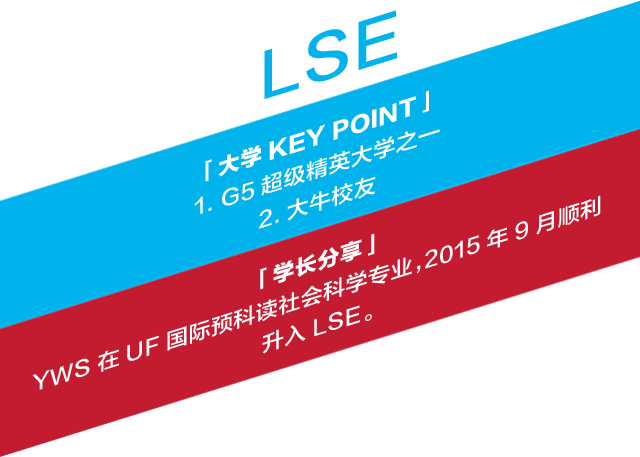 LSE
「大学 KEY POINT」
1. G5 超级精英大学之一
2. 大牛校友
「学长分享」
YWS 在 UF 国际预科读社会科学专业，2015 年 9 月顺利
升入 LSE。